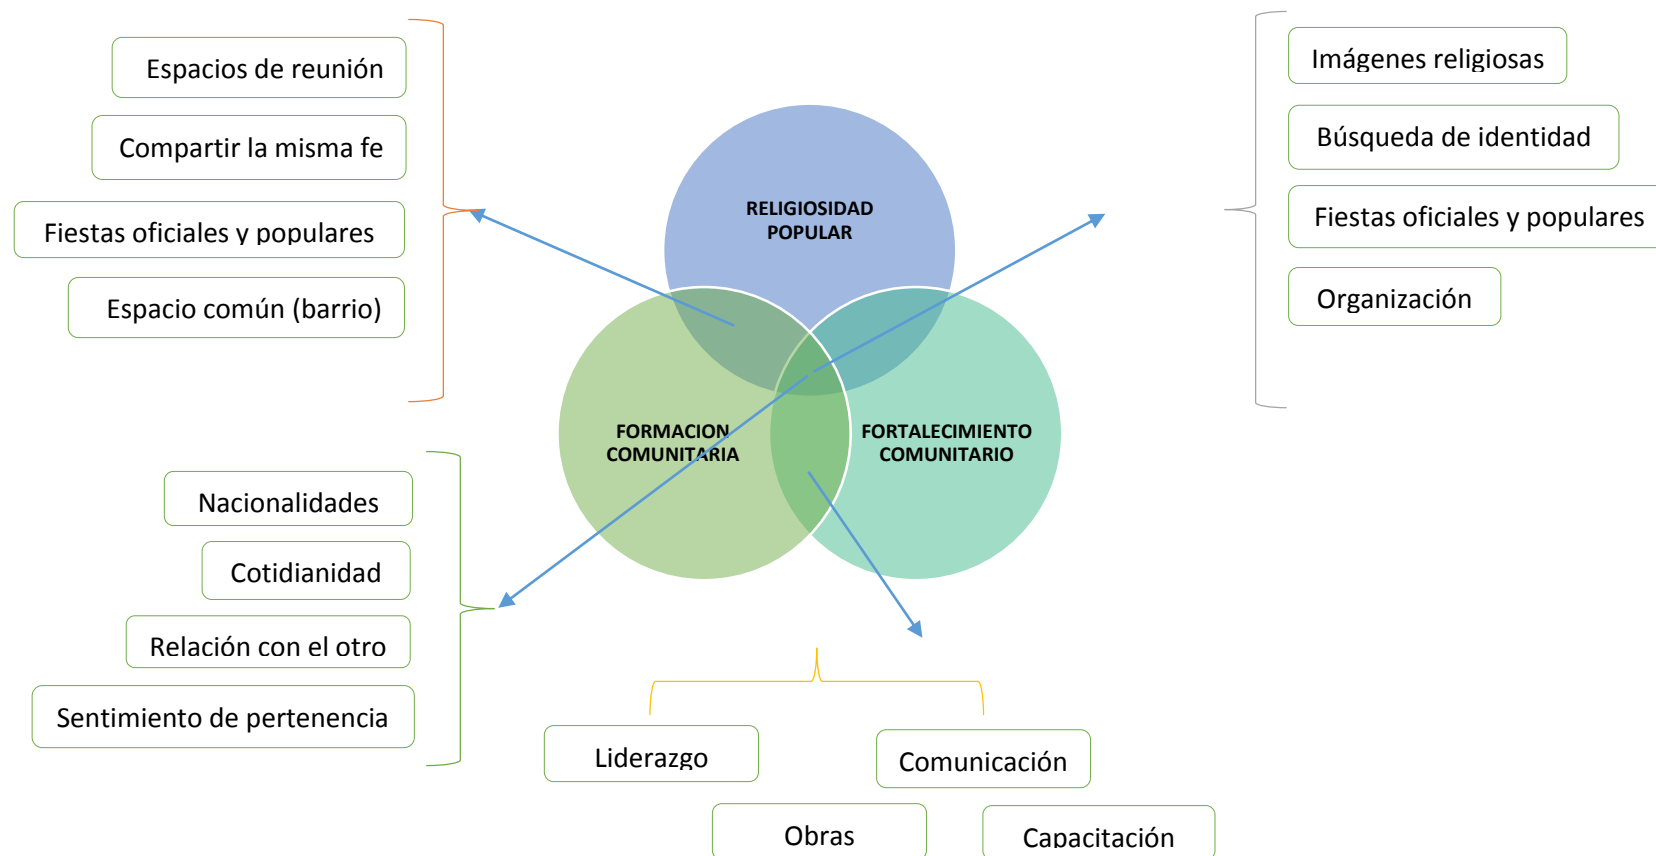 Espacios de reunión
Compartir la misma fe
Fiestas oficiales y populares
Espacio común (barrio)
Imágenes religiosas
Búsqueda de identidad
Fiestas oficiales y populares
Organización
RELIGIOSIDAD
POPULAR
FORMACION
COMUNITARIA
FORTALECIMIENTO
COMUNITARIO
Nacionalidades
Cotidianidad
Relación con el otro
Sentimiento de pertenencia
Liderazgo
Comunicación
Obras
Capacitación